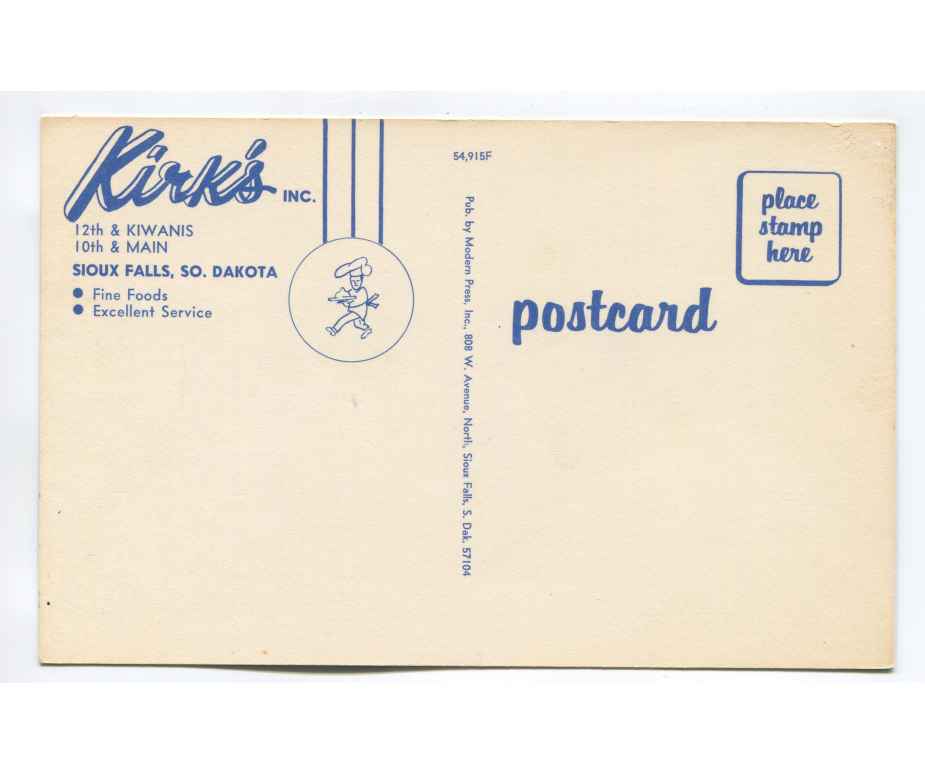 Kirk's INC.
12th & KIWANIS
10th & MAIN
SIOUX FALLS, SO. DAKOTA
● Fine Foods
● Excellent Service
54,915F
Pub. by Modern Press, Inc., 808 W. Avenue, North, Sioux Falls, S. Dak. 57104
place
stamp
here
postcard